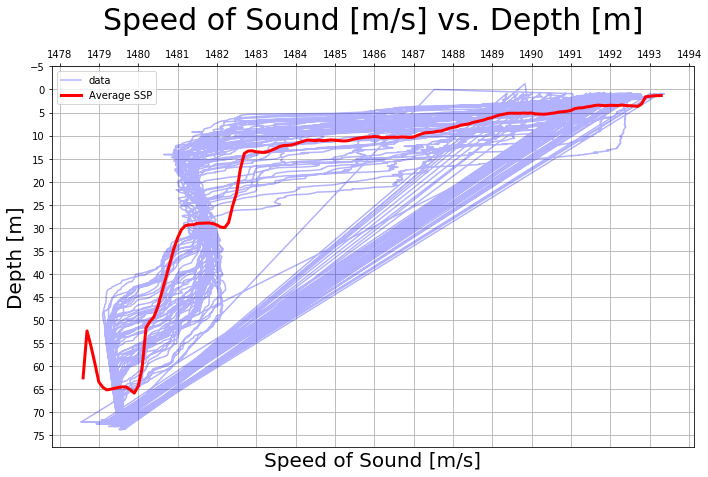 Speed of Sound [m/s] vs. Depth [m]
1478 1479 1480 1481 1482 1483 1484 1485 1486 1487 1488 1489 1490 1491 1492 1493 1494
−5
data
0
Average SSP
5
10
15
20
25
30
35
40
45
50
55
60
65
70
75
Depth [m]
Speed of Sound [m/s]